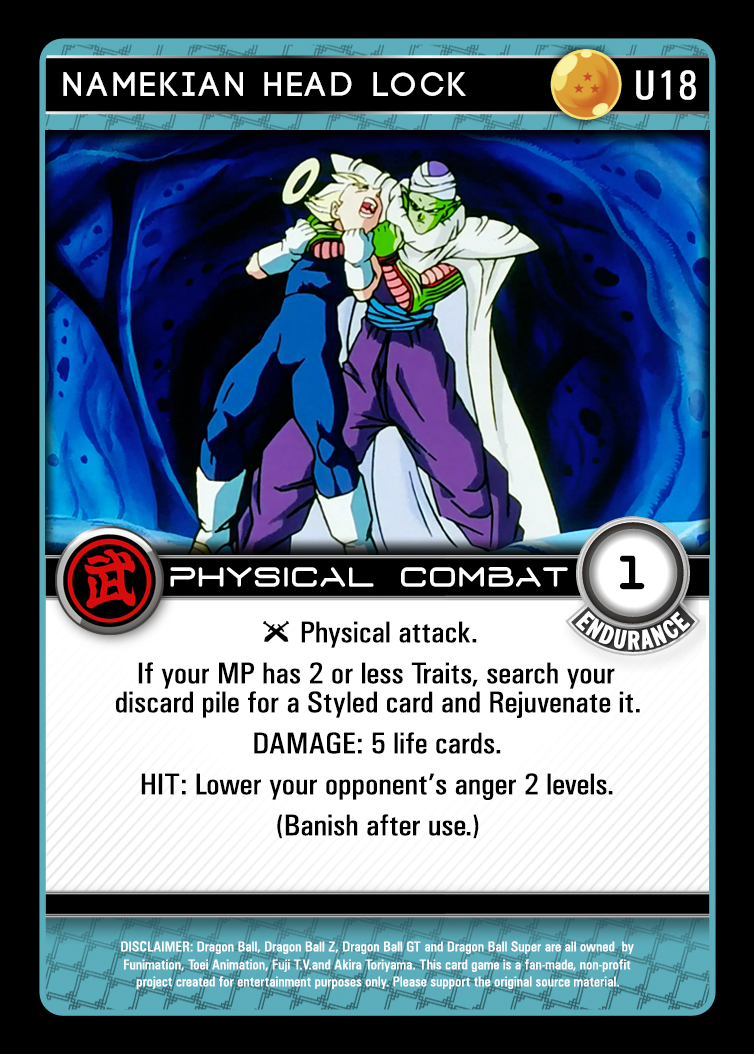 NAMEKIAN HEAD LOCK
U18
武
PHYSICAL COMBAT
1
ENDURANCE
Physical attack.
If your MP has 2 or less Traits, search your
discard pile for a Styled card and Rejuvenate it.
DAMAGE: 5 life cards.
HIT: Lower your opponent's anger 2 levels.
(Banish after use.)
DISCLAIMER: Dragon Ball, Dragon Ball Z, Dragon Ball GT and Dragon Ball Super are all owned by
Funimation, Toei Animation, Fuji T.V.and Akira Toriyama. This card game is a fan-made, non-profit
project created for entertainment purposes only. Please support the original source material.